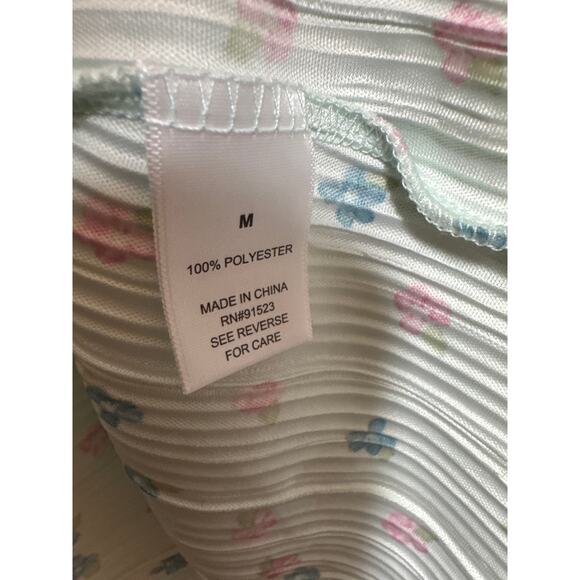 M
100% POLYESTER
MADE IN CHINA
RN#91523
SEE REVERSE
FOR CARE